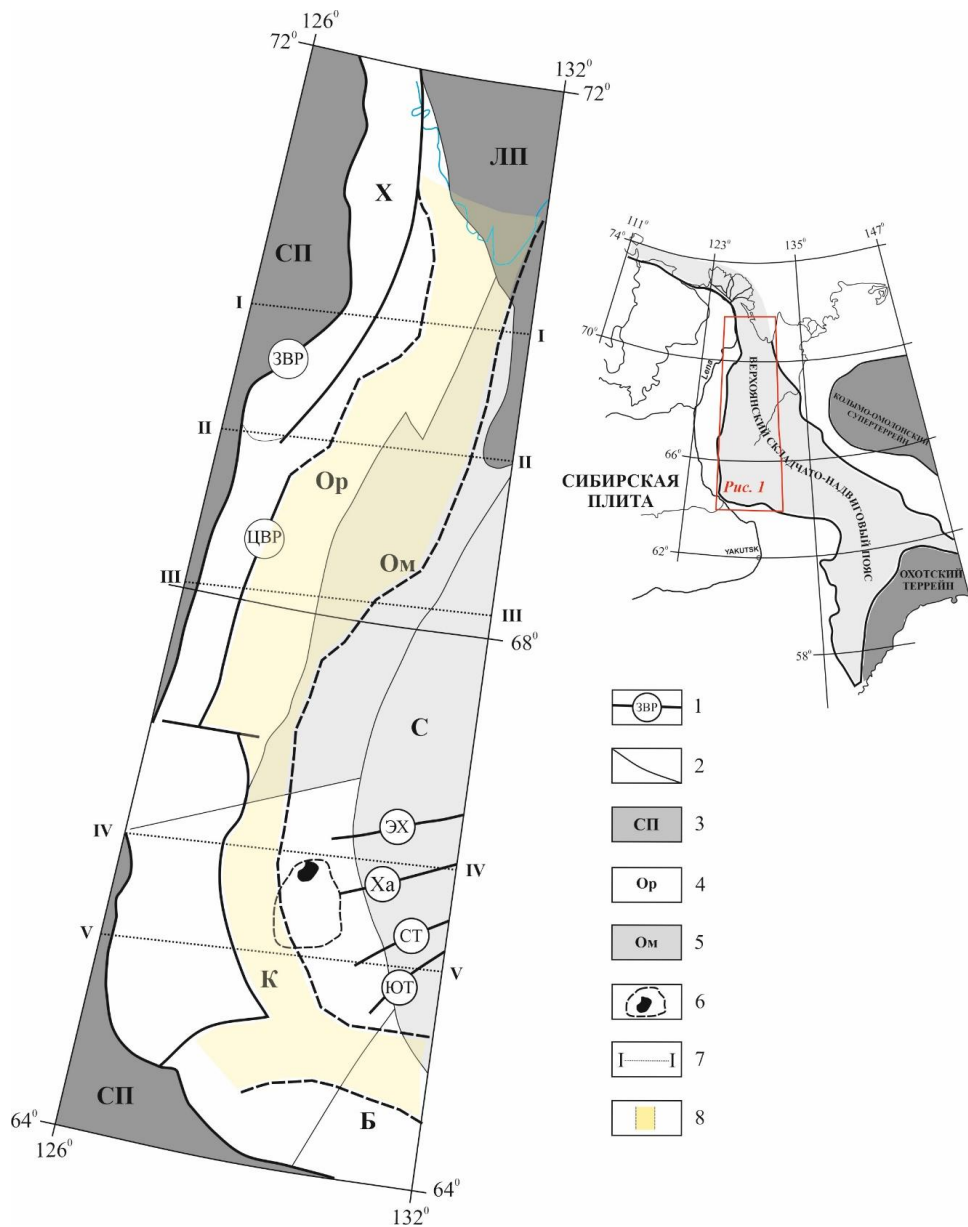 126⁰
72⁰
132⁰
72⁰
ЛП
Х
СП
I
I
ЗВР
II
II
Ор
ЦВР
Ом
III
III
68⁰
С
ЭХ
IV
IV
Ха
СТ
V
V
К
ЮТ
СП
Б
64⁰
126⁰
64⁰
132⁰
111⁰
74⁰
123⁰
135⁰
147⁰
70⁰
Lena
ВЕРХОЯНСКИЙ СКЛАДЧАТО-НАДВИГОВЫЙ ПОЯС
КОЛЫМО-ОМОЛОНСКИЙ
СУПЕРТЕРРЕЙН
66⁰
СИБИРСКАЯ
ПЛИТА
Рис. 1
62⁰
YAKUTSK
ОХОТСКИЙ
ТЕРРЕЙН
58⁰
ЗВР 1
2
СП 3
Ор 4
Ом 5
6
I I 7
8